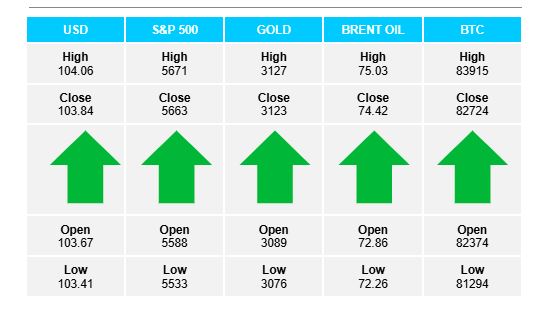 USD S&P 500 GOLD BRENT OIL BTC
High High High High High
104.06 5671 3127 75.03 83915
Close Close Close Close Close
103.84 5663 3123 74.42 82724
Open Open Open Open Open
103.67 5588 3089 72.86 82374
Low Low Low Low Low
103.41 5533 3076 72.26 81294